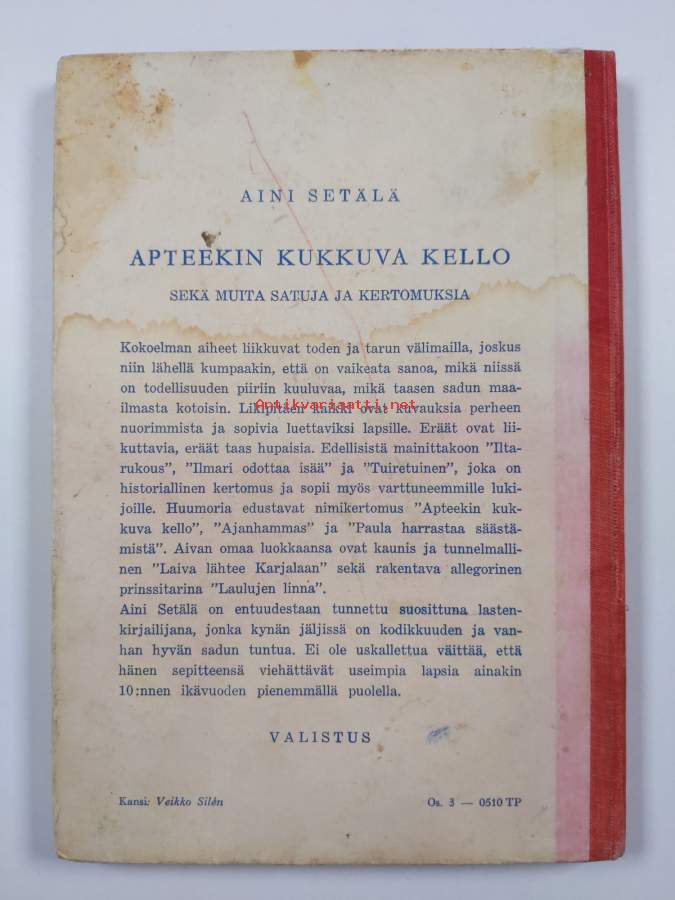 AINI SETÄLÄ
APTEEKIN KUKKUVA KELLO
SEKÄ MUITA SATUJA JA KERTOMUKSIA
Kokoelman aiheet liikkuvat toden ja tarun välimailla, joskus
niin lähellä kumpaakin, että on vaikeata sanoa, mikä niissä
on todellisuuden piiriin kuuluvaa, mikä taasen sadun maa-
ilmasta kotoisin. Likipitäen kaikki ovat kuvauksia perheen
Antikvariaatti.net
nuorimmista ja sopivia luettaviksi lapsille. Eräät ovat lii-
kuttavia, eräät taas hupaisia. Edellisistä mainittakoon ”Ilta-
rukous”, ”Ilmari odottaa isää” ja ”Tuiretuinen”, joka on
historiallinen kertomus ja sopii myös varttuneemmille luki-
joille. Huumoria edustavat nimikertomus ”Apteekin kuk-
kuva kello”, ”Ajanhammas” ja ”Paula harrastaa säästä-
mistä”. Aivan omaa luokkaansa ovat kaunis ja tunnelmalli-
nen ”Laiva lähtee Karjalaan” sekä rakentava allegorinen
prinssitarina ”Laulujen linna”.
Aini Setälä on entuudestaan tunnettu suosittuna lasten-
kirjailijana, jonka kynän jäljissä on kodikkuuden ja van-
han hyvän sadun tuntua. Ei ole uskallettua väittää, että
hänen sepitteensä viehättävät useimpia lapsia ainakin
10:nnen ikävuoden pienemmällä puolella.
VALISTUS
Kansi: Veikko Silén Os. 3 — 0510 TP